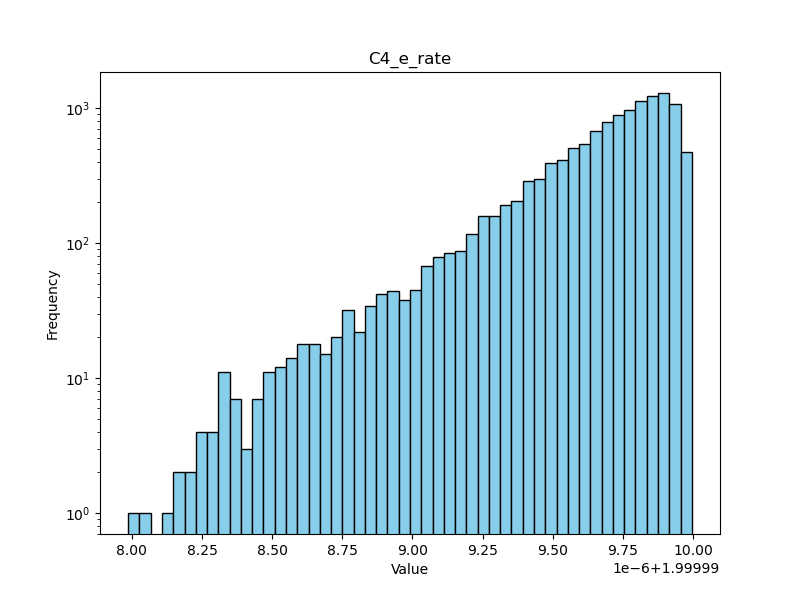 C4_e_rate
Frequency
10³
10²
10¹
10⁰
8.00 8.25 8.50 8.75 9.00 9.25 9.50 9.75 10.00
Value
1e−6+1.99999